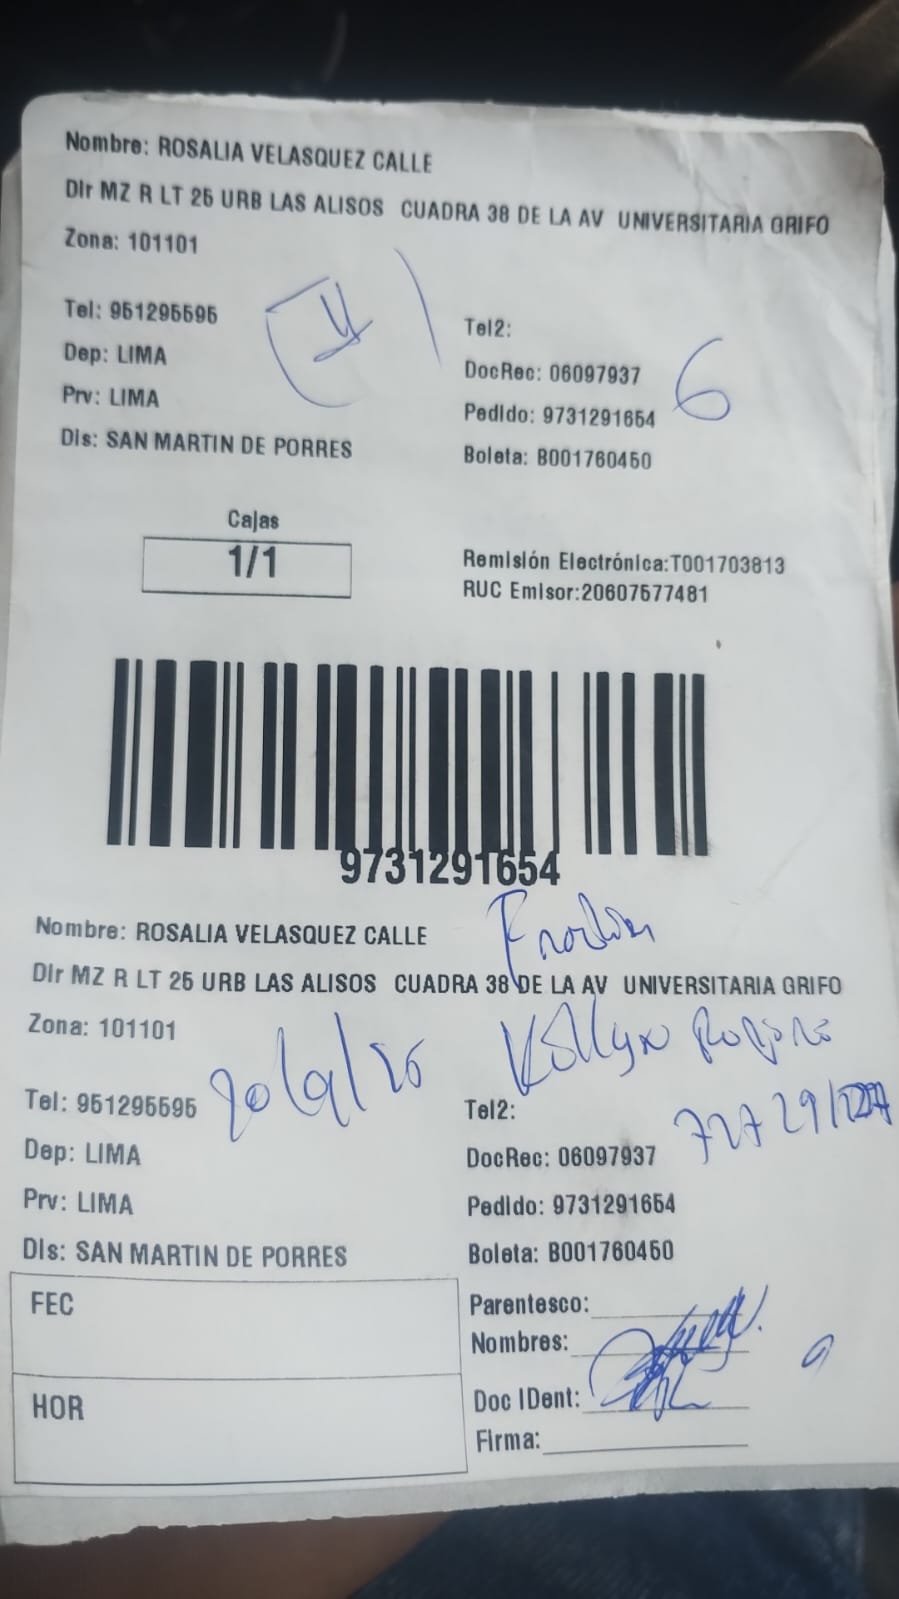 Nombre: ROSALIA VELASQUEZ CALLE
Dir MZ R LT 25 URB LAS ALISOS CUADRA 38 DE LA AV UNIVERSITARIA GRIFO
Zona: 101101
Tel: 951295595
Tel2:
Dep: LIMA
DocRec: 06097937
6
Prv: LIMA
Pedido: 9731291654
Dis: SAN MARTIN DE PORRES
Boleta: B001760450
Cajas
1/1
Remisión Electrónica:T001703813
RUC Emisor:20607577481
9731291654
Nombre: ROSALIA VELASQUEZ CALLE
Dir MZ R LT 25 URB LAS ALISOS CUADRA 38 DE LA AV UNIVERSITARIA GRIFO
Zona: 101101
Tel: 951295595
Tel2:
Dep: LIMA
DocRec: 06097937
Prv: LIMA
Pedido: 9731291654
Dis: SAN MARTIN DE PORRES
Boleta: B001760450
FEC
Parentesco:
Nombres:
HOR
Doc IDent:
Firma: